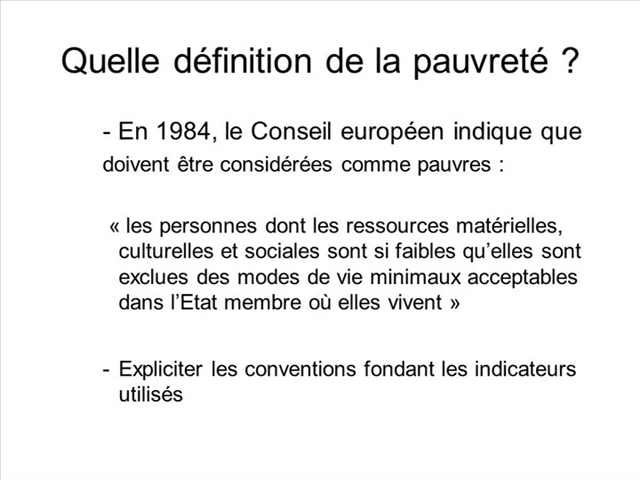 Quelle définition de la pauvreté ?
- En 1984, le Conseil européen indique que
doivent être considérées comme pauvres :
« les personnes dont les ressources matérielles,
culturelles et sociales sont si faibles qu’elles sont
exclues des modes de vie minimaux acceptables
dans l’Etat membre où elles vivent »
- Expliciter les conventions fondant les indicateurs
utilisés